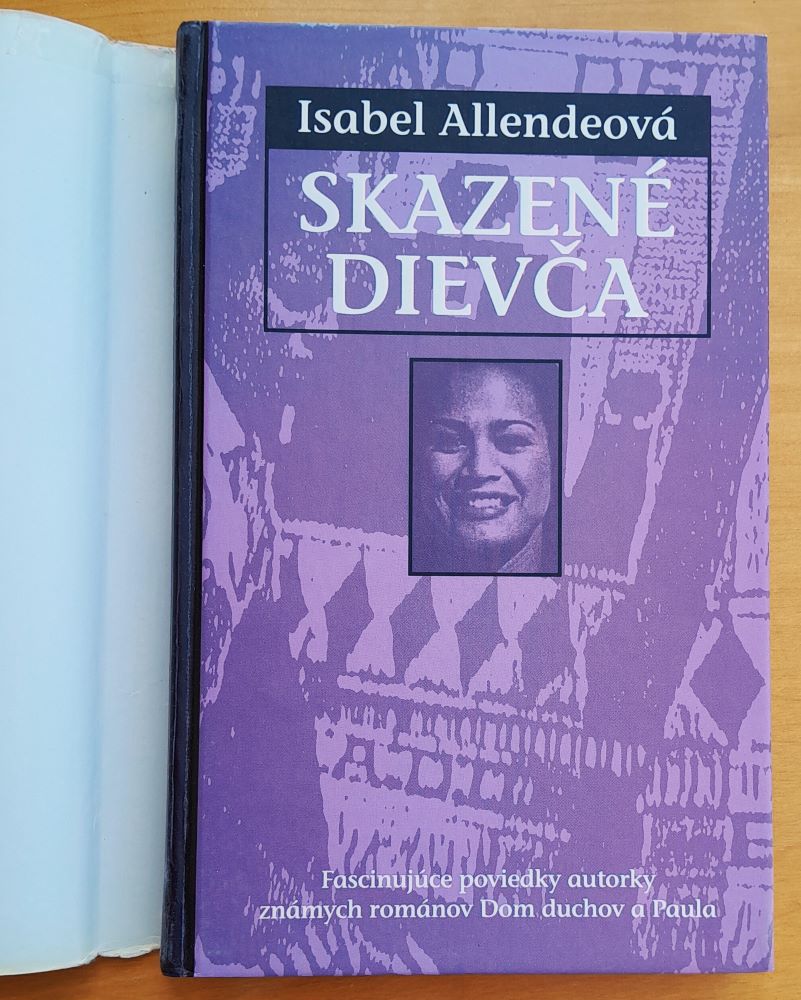 Isabel Allendeová
SKAZENÉ
DIEVČA
Fascinujúce poviedky autorky
známych románov Dom duchov a Paula